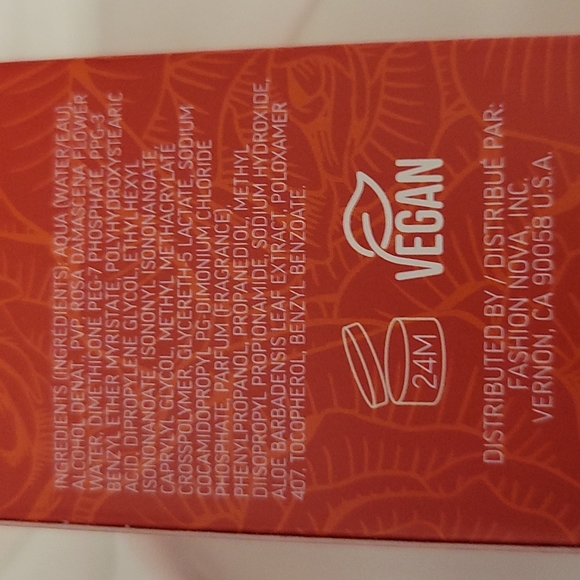 INGREDIENTS (INGRÉDIENTS): AQUA (WATER/EAU),
ALCOHOL DENAT, PVP, ROSA DAMASCENA FLOWER
WATER, DIMETHICONE PEG-7 PHOSPHATE, PPG-3
BENZYL ETHER MYRISTATE, POLYHYDROXYSTEARIC
ACID, DIPROPYLENE GLYCOL, ETHYLHEXYL
ISONONANOATE, ISONONYL ISONONANOATE,
CAPRYLYL GLYCOL, METHYL METHACRYLATE
CROSSPOLYMER, GLYCERETH-5 LACTATE, SODIUM
COCAMIDOPROPYL PG-DIMONIUM CHLORIDE
PHOSPHATE, PARFUM (FRAGRANCE),
PHENYLPROPANOL, PROPANEDIOL, METHYL
DIISOPROPYL PROPIONAMIDE, SODIUM HYDROXIDE,
ALOE BARBADENSIS LEAF EXTRACT, POLOXAMER
407, TOCOPHEROL, BENZYL BENZOATE.
24M
VEGAN
DISTRIBUTED BY / DISTRIBUÉ PAR:
FASHION NOVA, INC.
VERNON, CA 90058 U.S.A.